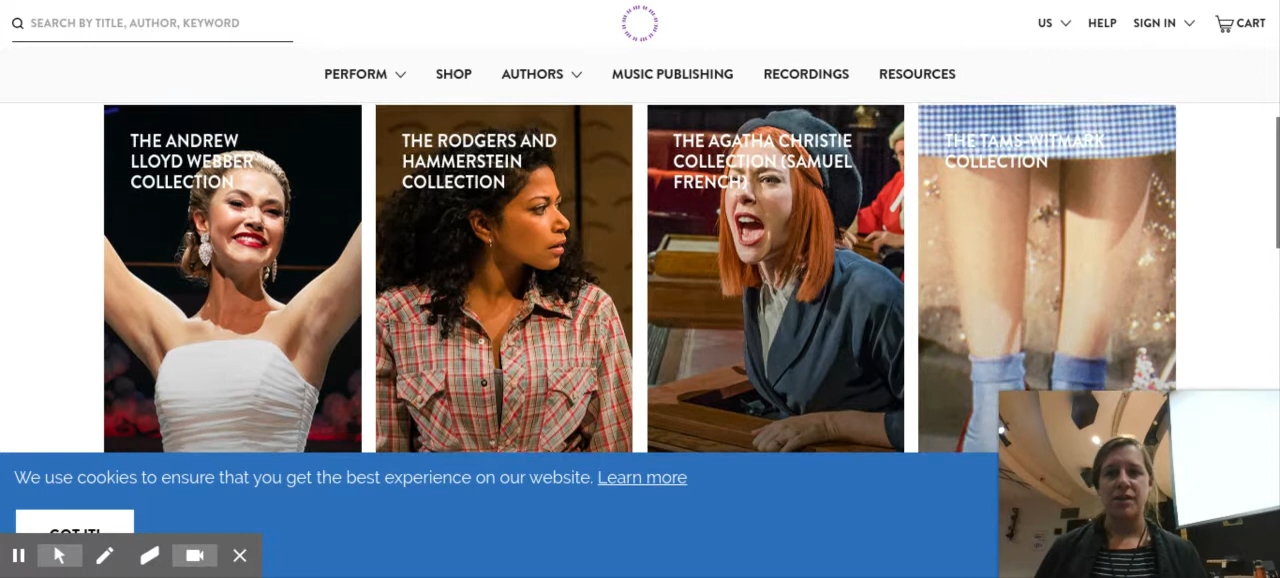 SEARCH BY TITLE, AUTHOR, KEYWORD
US
HELP
SIGN IN
CART
PERFORM
SHOP
AUTHORS
MUSIC PUBLISHING
RECORDINGS
RESOURCES
THE ANDREW
LLOYD WEBBER
COLLECTION
THE RODGERS AND
HAMMERSTEIN
COLLECTION
THE AGATHA CHRISTIE
COLLECTION (SAMUEL
FRENCH)
THE TAMS-WITMARK
COLLECTION
We use cookies to ensure that you get the best experience on our website. Learn more
GOT IT!